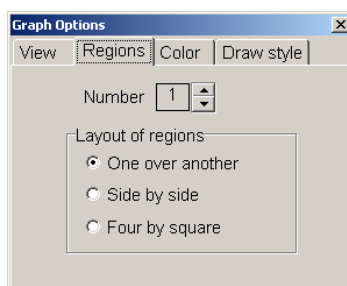 Graph Options
View Regions Color Draw style
Number 1
Layout of regions
One over another
Side by side
Four by square